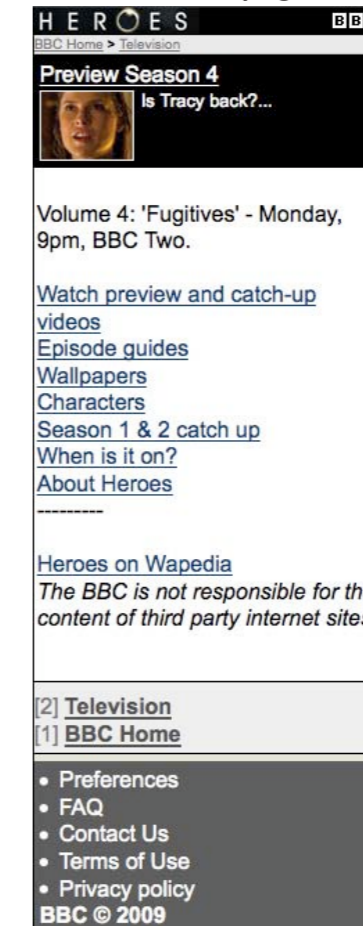 HEROES BB
BBC Home > Television
Preview Season 4
Is Tracy back?...
Volume 4: 'Fugitives' - Monday,
9pm, BBC Two.
Watch preview and catch-up
videos
Episode guides
Wallpapers
Characters
Season 1 & 2 catch up
When is it on?
About Heroes
---------
Heroes on Wapedia
The BBC is not responsible for th
content of third party internet sites
[2] Television
[1] BBC Home
• Preferences
• FAQ
• Contact Us
• Terms of Use
• Privacy policy
BBC © 2009